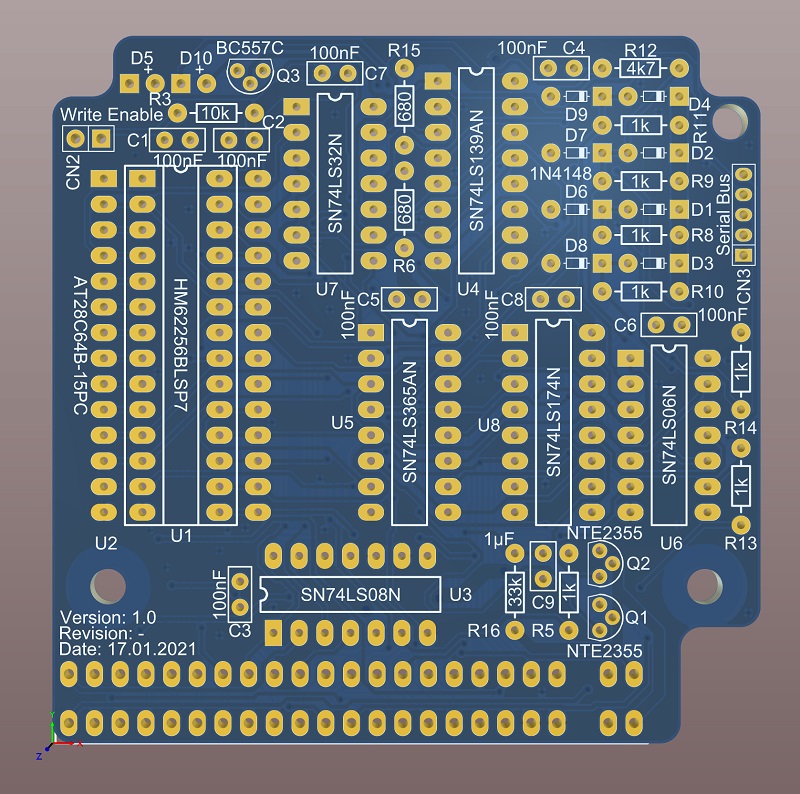 BC557C
D5
D10
+
+
Q3
100nF
C7
R15
100nF
C4
R12
4k7
R3
Write Enable
10k
C2
C1
100nF
100nF
CN2
680
680
R6
SN74LS32N
U7
SN74LS139AN
U4
D4
D9
1k
R11
D7
D2
1N4148
1k
R9
D6
D1
1k
R8
D8
D3
1k
R10
Serial Bus
CN3
AT28C64B-15PC
HM62256BLSP7
U2
U1
100nF
C5
U5
SN74LS365AN
100nF
C8
U8
SN74LS174N
C6
100nF
SN74LS06N
U6
1k
R14
1k
R13
100nF
C3
SN74LS08N
U3
1µF
33k
C9
1k
R16
R5
NTE2355
Q2
Q1
NTE2355
Version: 1.0
Revision: -
Date: 17.01.2021
Y
X
Z